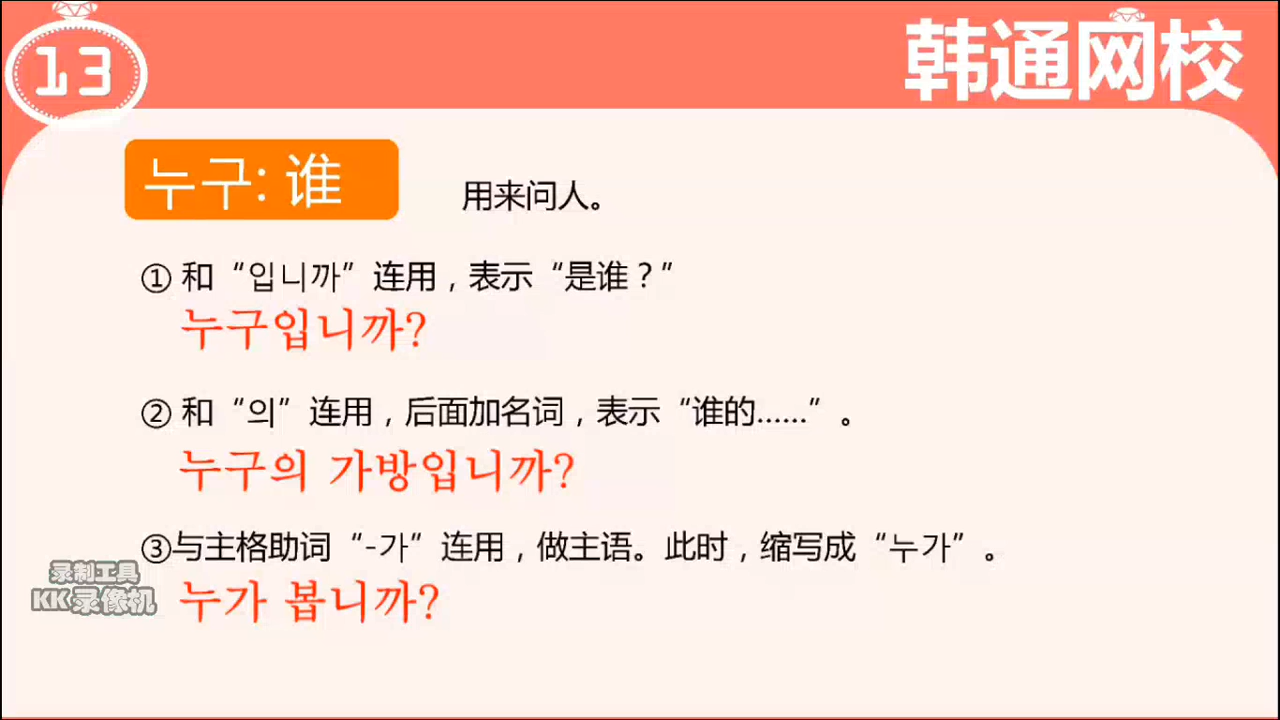 13
韩通网校
누구: 谁
用来问人。
① 和“입니까”连用，表示“是谁？”
누구입니까?
② 和“의”连用，后面加名词，表示“谁的……”。
누구의 가방입니까?
③与主格助词“-가”连用，做主语。此时，缩写成“누가”。
누가 봅니까?
录制工具
KK录像机